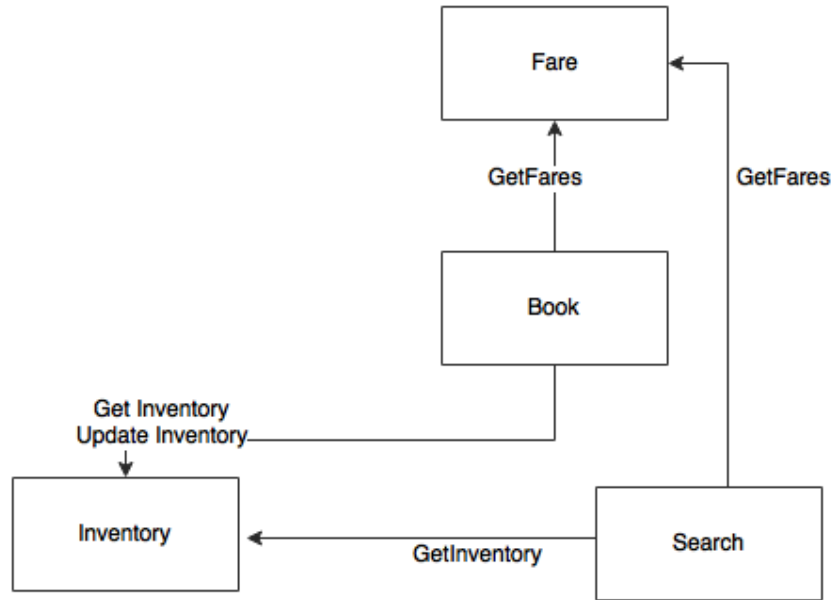 Fare
GetFares
GetFares
Book
Get Inventory
Update Inventory
Inventory
GetInventory
Search